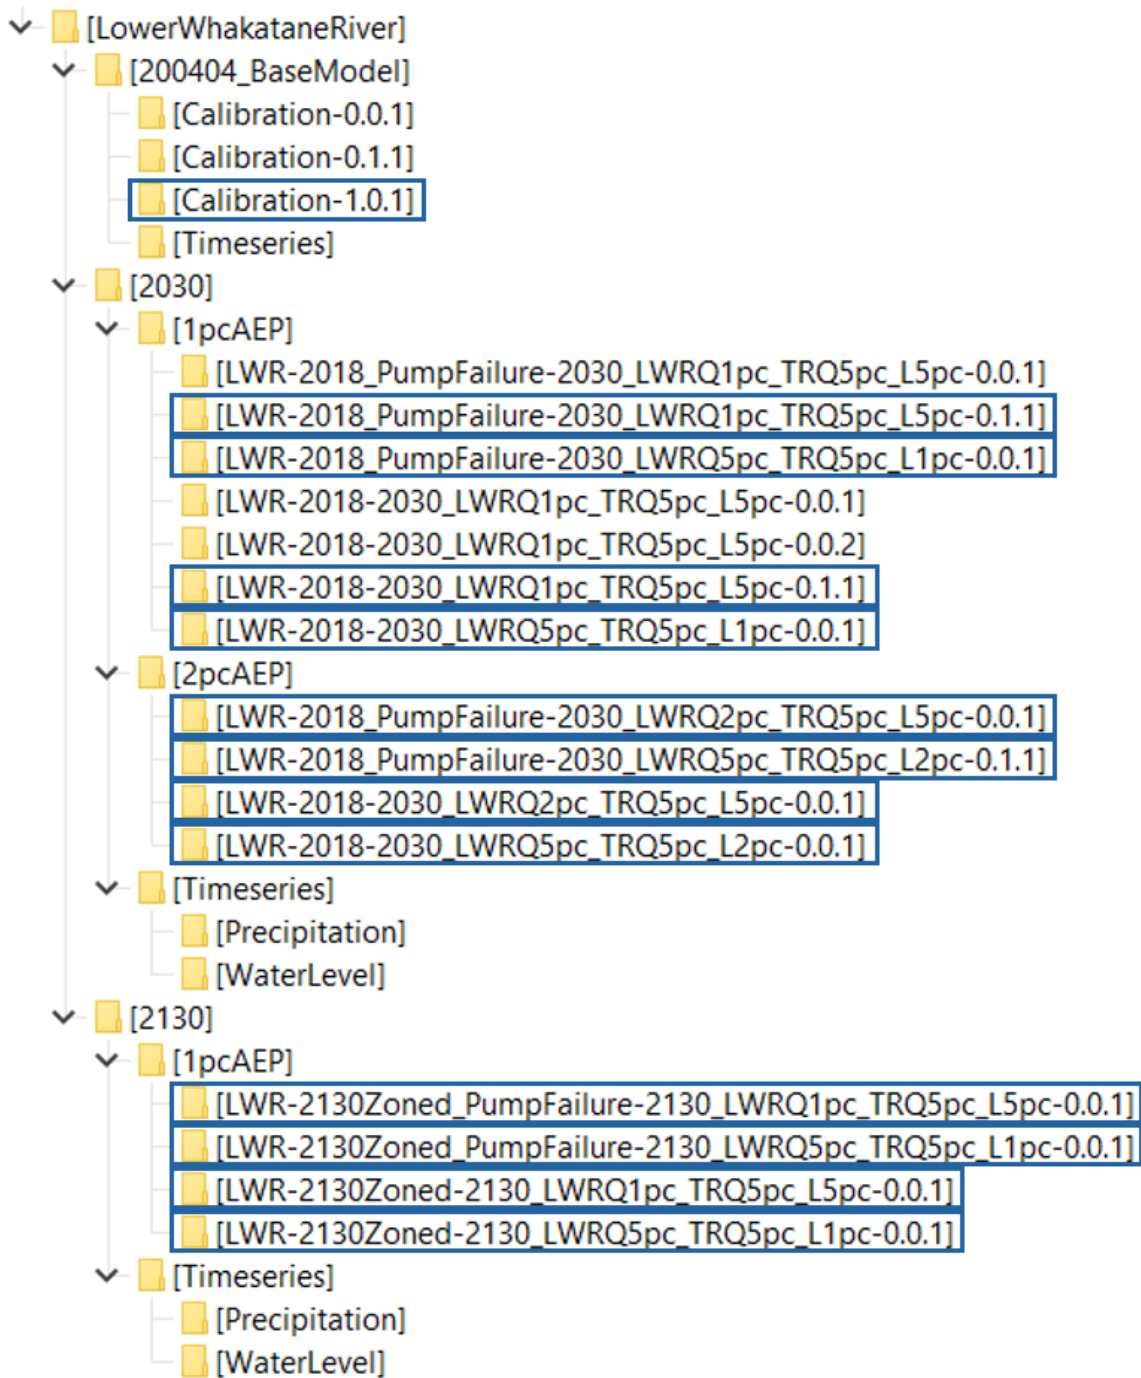 [LowerWhakataneRiver]
[200404_BaseModel]
[Calibration-0.0.1]
[Calibration-0.1.1]
[Calibration-1.0.1]
[Timeseries]
[2030]
[1pcAEP]
[LWR-2018_PumpFailure-2030_LWRQ1pc_TRQ5pc_L5pc-0.0.1]
[LWR-2018_PumpFailure-2030_LWRQ1pc_TRQ5pc_L5pc-0.1.1]
[LWR-2018_PumpFailure-2030_LWRQ5pc_TRQ5pc_L1pc-0.0.1]
[LWR-2018-2030_LWRQ1pc_TRQ5pc_L5pc-0.0.1]
[LWR-2018-2030_LWRQ1pc_TRQ5pc_L5pc-0.0.2]
[LWR-2018-2030_LWRQ1pc_TRQ5pc_L5pc-0.1.1]
[LWR-2018-2030_LWRQ5pc_TRQ5pc_L1pc-0.0.1]
[2pcAEP]
[LWR-2018_PumpFailure-2030_LWRQ2pc_TRQ5pc_L5pc-0.0.1]
[LWR-2018_PumpFailure-2030_LWRQ5pc_TRQ5pc_L2pc-0.1.1]
[LWR-2018-2030_LWRQ2pc_TRQ5pc_L5pc-0.0.1]
[LWR-2018-2030_LWRQ5pc_TRQ5pc_L2pc-0.0.1]
[Timeseries]
[Precipitation]
[WaterLevel]
[2130]
[1pcAEP]
[LWR-2130Zoned_PumpFailure-2130_LWRQ1pc_TRQ5pc_L5pc-0.0.1]
[LWR-2130Zoned_PumpFailure-2130_LWRQ5pc_TRQ5pc_L1pc-0.0.1]
[LWR-2130Zoned-2130_LWRQ1pc_TRQ5pc_L5pc-0.0.1]
[LWR-2130Zoned-2130_LWRQ5pc_TRQ5pc_L1pc-0.0.1]
[Timeseries]
[Precipitation]
[WaterLevel]